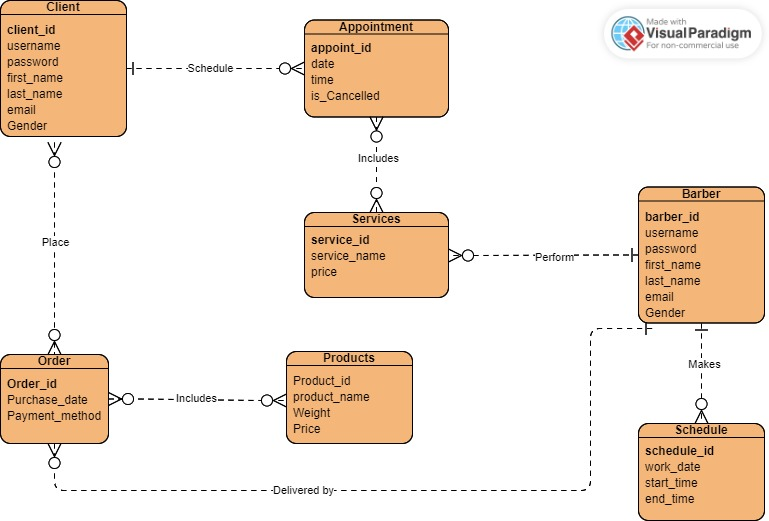 Client
client_id
username
password
first_name
last_name
email
Gender
Schedule
Appointment
appoint_id
date
time
is_Cancelled
Made with
VisualParadigm
For non-commercial use
Includes
Place
Services
service_id
service_name
price
Perform
Barber
barber_id
username
password
first_name
last_name
email
Gender
Order
Order_id
Purchase_date
Payment_method
Includes
Products
Product_id
product_name
Weight
Price
Makes
Schedule
schedule_id
work_date
start_time
end_time
Delivered by